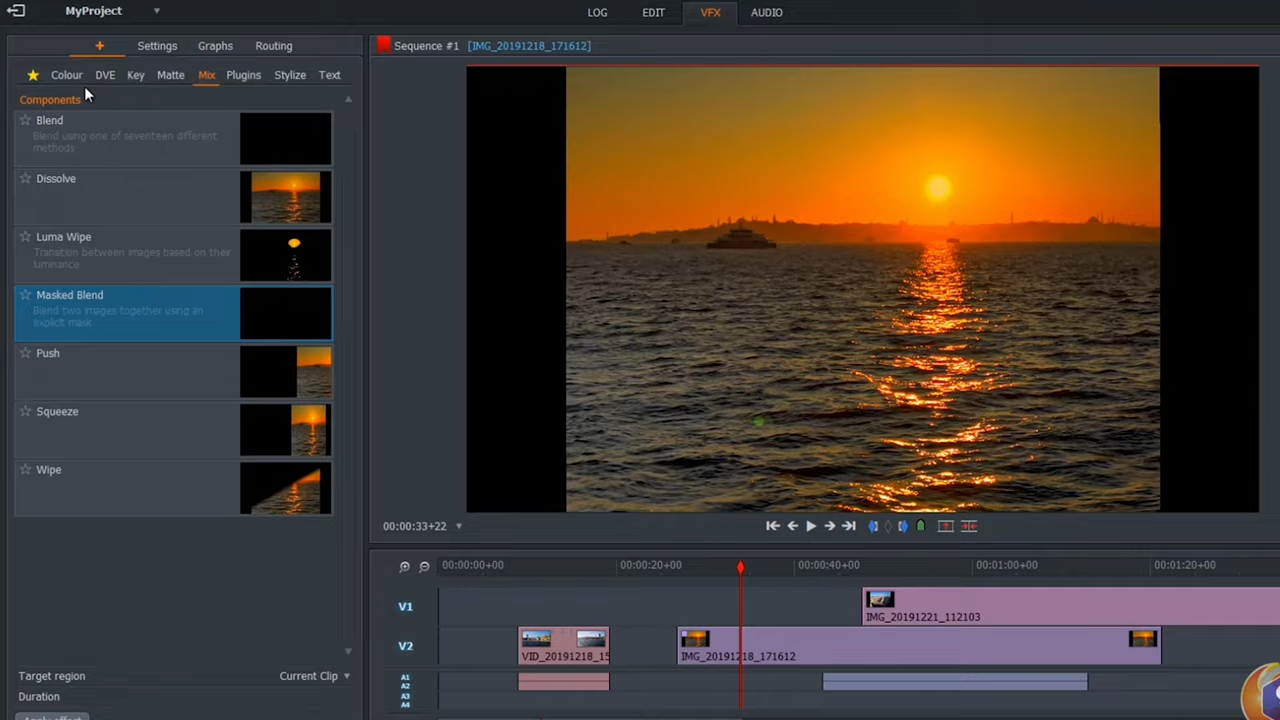 MyProject
LOG EDIT VFX AUDIO
+ Settings Graphs Routing
Sequence #1 [IMG_20191218_171612]
Colour DVE Key Matte Mix Plugins Stylize Text
Components
Blend
Blend using one of seventeen different
methods
Dissolve
Luma Wipe
Transition between images based on their
luminance
Masked Blend
Blend two images together using an
explicit mask
Push
Squeeze
Wipe
00:00:33+22
00:00:00+00 00:00:20+00 00:00:40+00 00:01:00+00 00:01:20+00
V1
IMG_20191221_112103
V2
VID_20191218_15
IMG_20191218_171612
A1
A2
A3
A4
Target region Current Clip
Duration
Apply effect